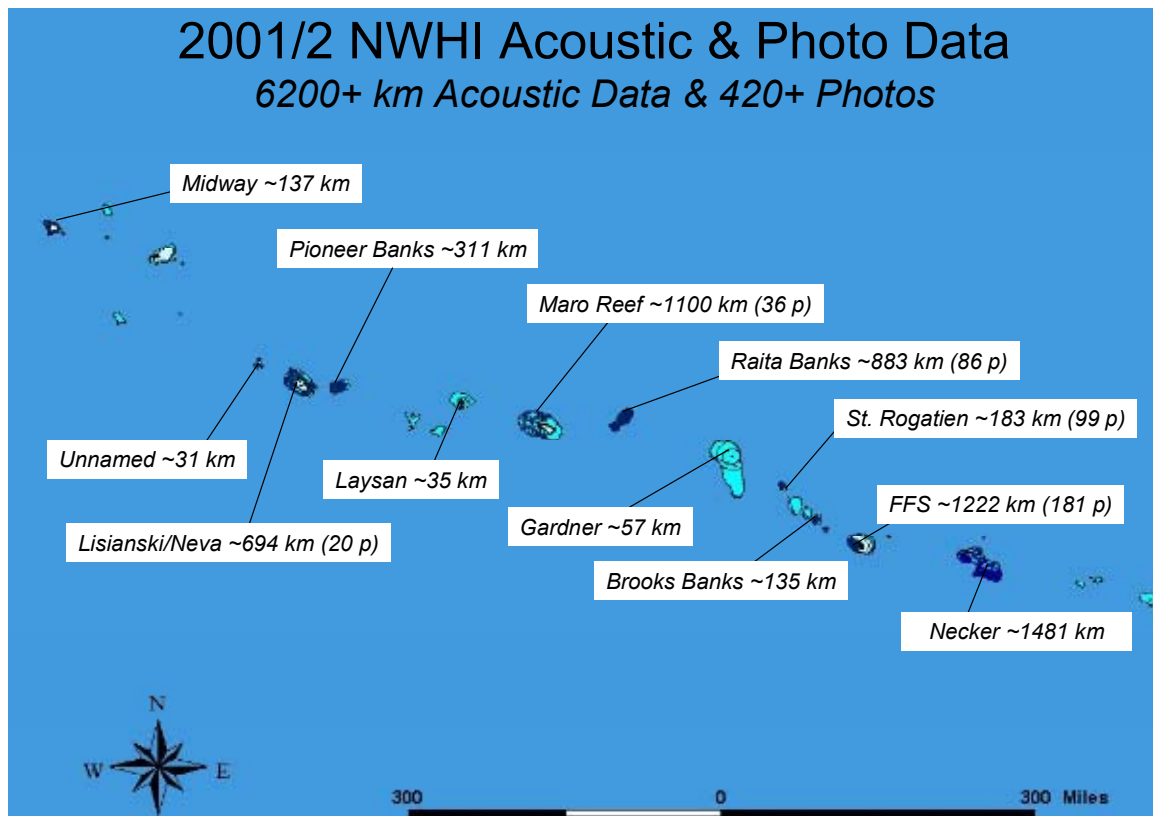 2001/2 NWHI Acoustic & Photo Data
6200+ km Acoustic Data & 420+ Photos
Midway ~137 km
Pioneer Banks ~311 km
Maro Reef ~1100 km (36 p)
Raita Banks ~883 km (86 p)
St. Rogatien ~183 km (99 p)
Unnamed ~31 km
Laysan ~35 km
FFS ~1222 km (181 p)
Gardner ~57 km
Lisianski/Neva ~694 km (20 p)
Brooks Banks ~135 km
Necker ~1481 km
N
W
E
300
0
300 Miles